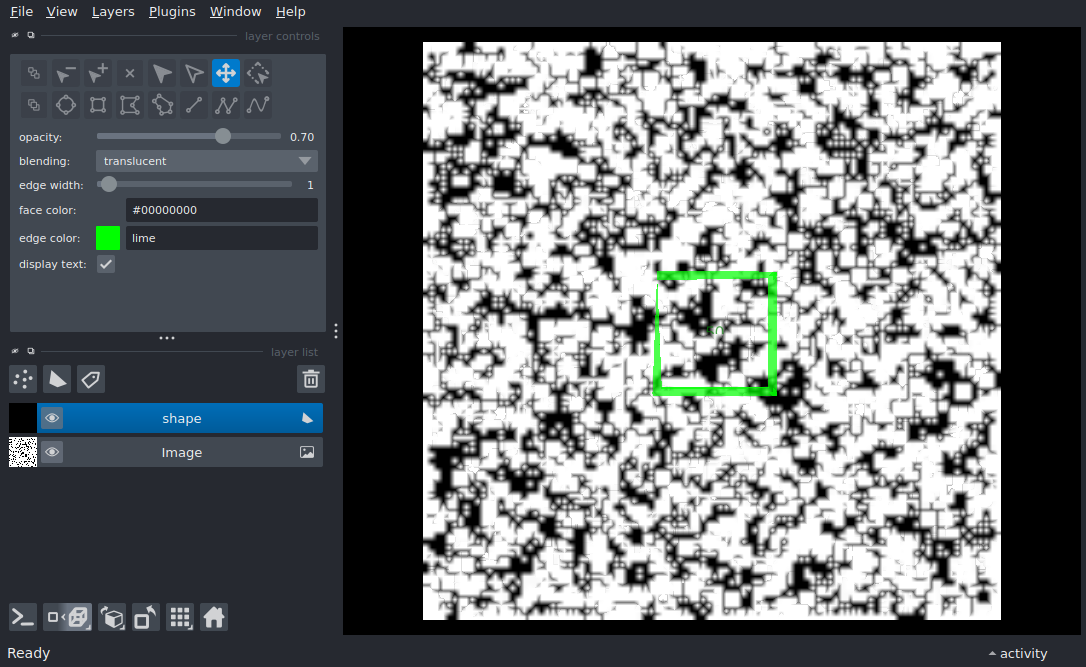 File View Layers Plugins Window Help
layer controls
opacity: 0.70
blending: translucent
edge width: 1
face color: #00000000
edge color: lime
display text:
layer list
shape
Image
Ready
activity